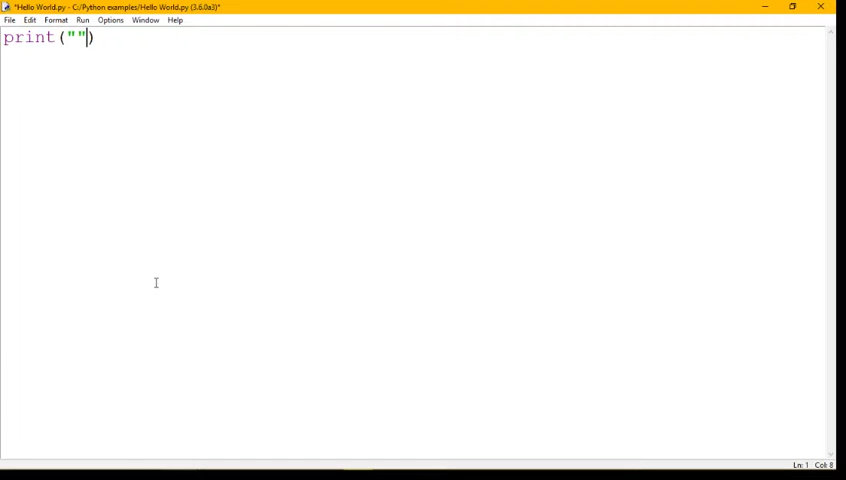 *Hello World.py - C:/Python examples/Hello World.py (3.6.0a3)*
File Edit Format Run Options Window Help
print("")
Ln: 1 Col: 8